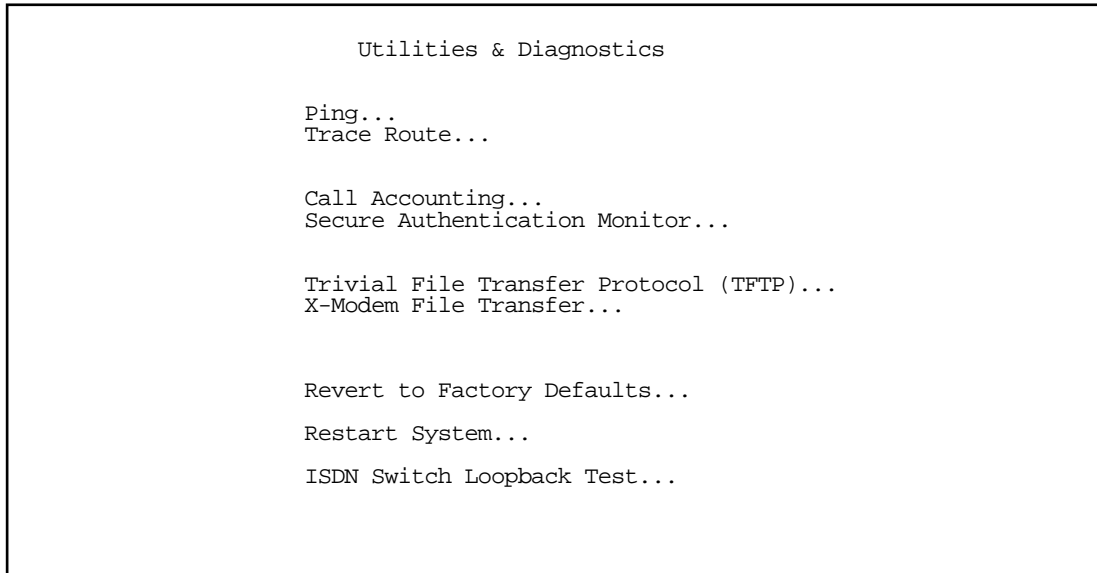 Utilities & Diagnostics
Ping...
Trace Route...
Call Accounting...
Secure Authentication Monitor...
Trivial File Transfer Protocol (TFTP)...
X-Modem File Transfer...
Revert to Factory Defaults...
Restart System...
ISDN Switch Loopback Test...